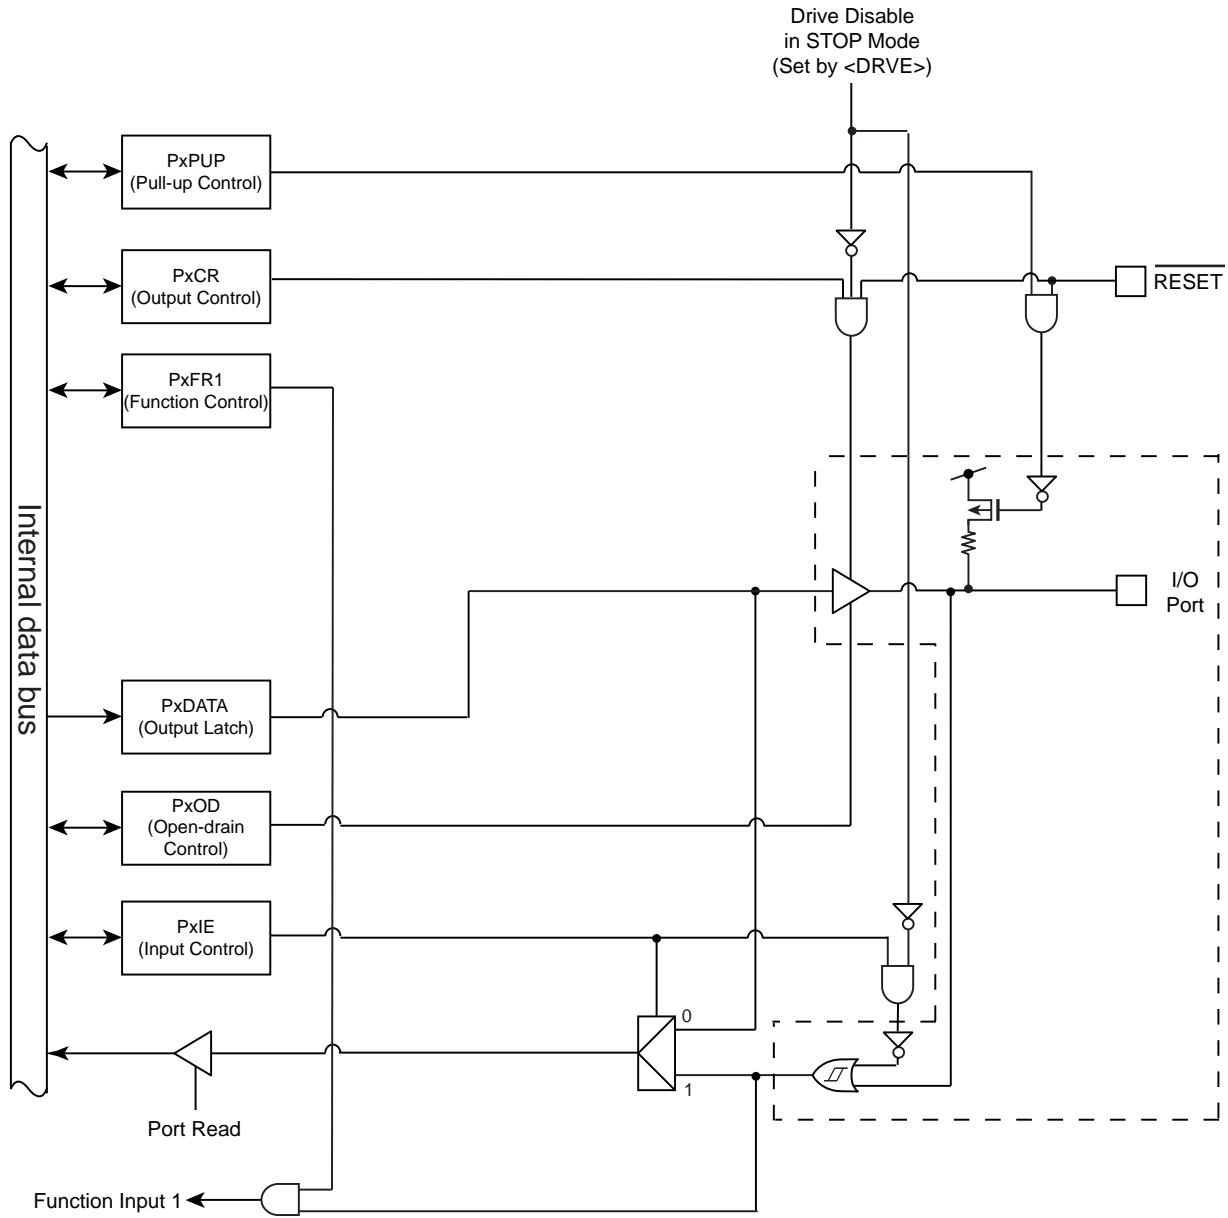 Drive Disable
in STOP Mode
(Set by <DRVE>)
PxPUP
(Pull-up Control)
PxCR
(Output Control)
RESET
PxFR1
(Function Control)
Internal data bus
I/O
Port
PxDATA
(Output Latch)
PxOD
(Open-drain
Control)
PxIE
(Input Control)
0
1
Port Read
Function Input 1